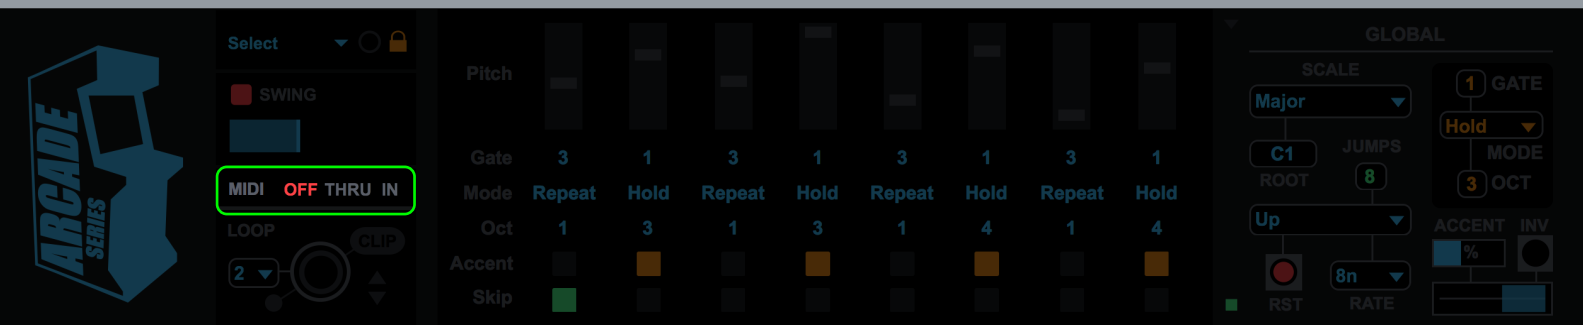 ARCADE
SERIES
Select
SWING
MIDI OFF THRU IN
LOOP
CLIP
2
Pitch
Gate 3 1 3 1 3 1 3 1
Mode Repeat Hold Repeat Hold Repeat Hold Repeat Hold
Oct 1 3 1 3 1 4 1 4
Accent
Skip
GLOBAL
SCALE
Major
C1
ROOT
JUMPS
8
Up
RST
8n
RATE
1 GATE
Hold
MODE
3 OCT
ACCENT INV
%